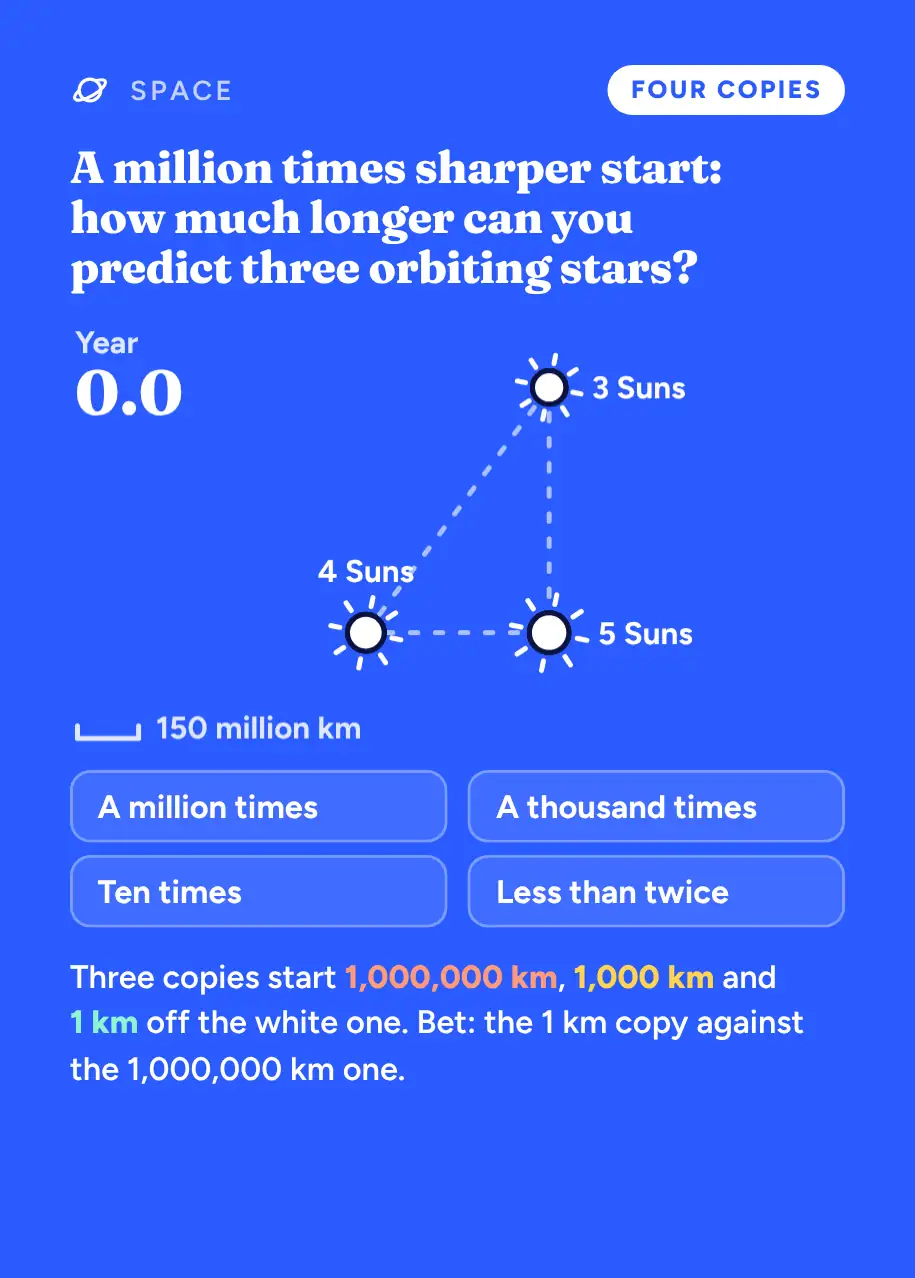 SPACE
FOUR COPIES
A million times sharper start:
how much longer can you
predict three orbiting stars?
Year
0.0
3 Suns
4 Suns
5 Suns
150 million km
A million times
A thousand times
Ten times
Less than twice
Three copies start 1,000,000 km, 1,000 km and
1 km off the white one. Bet: the 1 km copy against
the 1,000,000 km one.